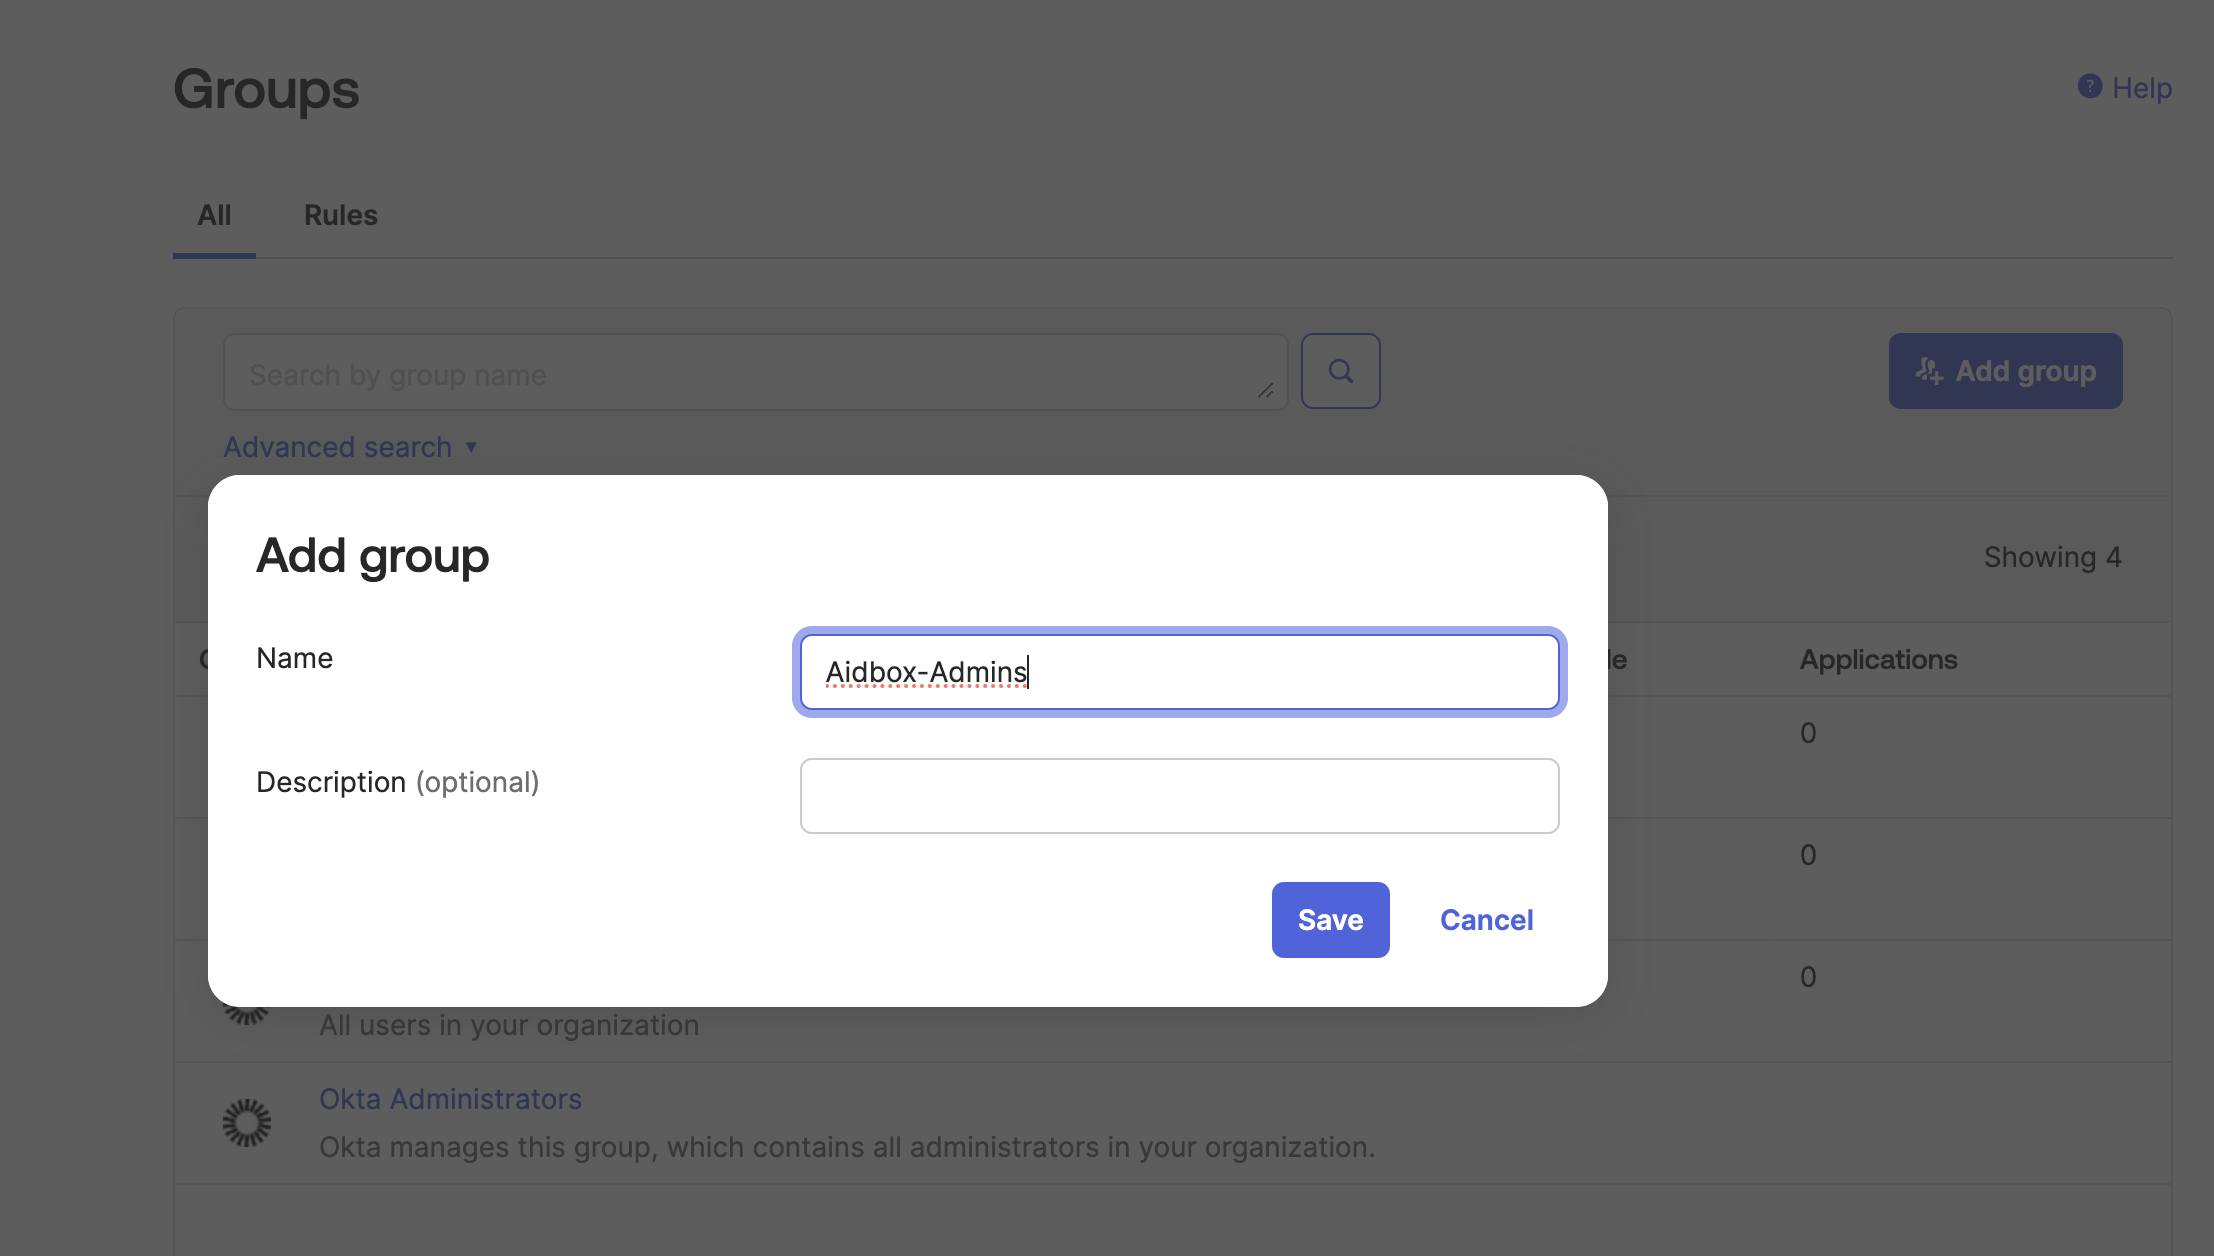 Groups
Help
All Rules
Search by group name
Add group
Advanced search ▼
Showing 4
Add group
Name
Aidbox-Admins
Description (optional)
Save Cancel
Applications
0
0
0
All users in your organization
Okta Administrators
Okta manages this group, which contains all administrators in your organization.